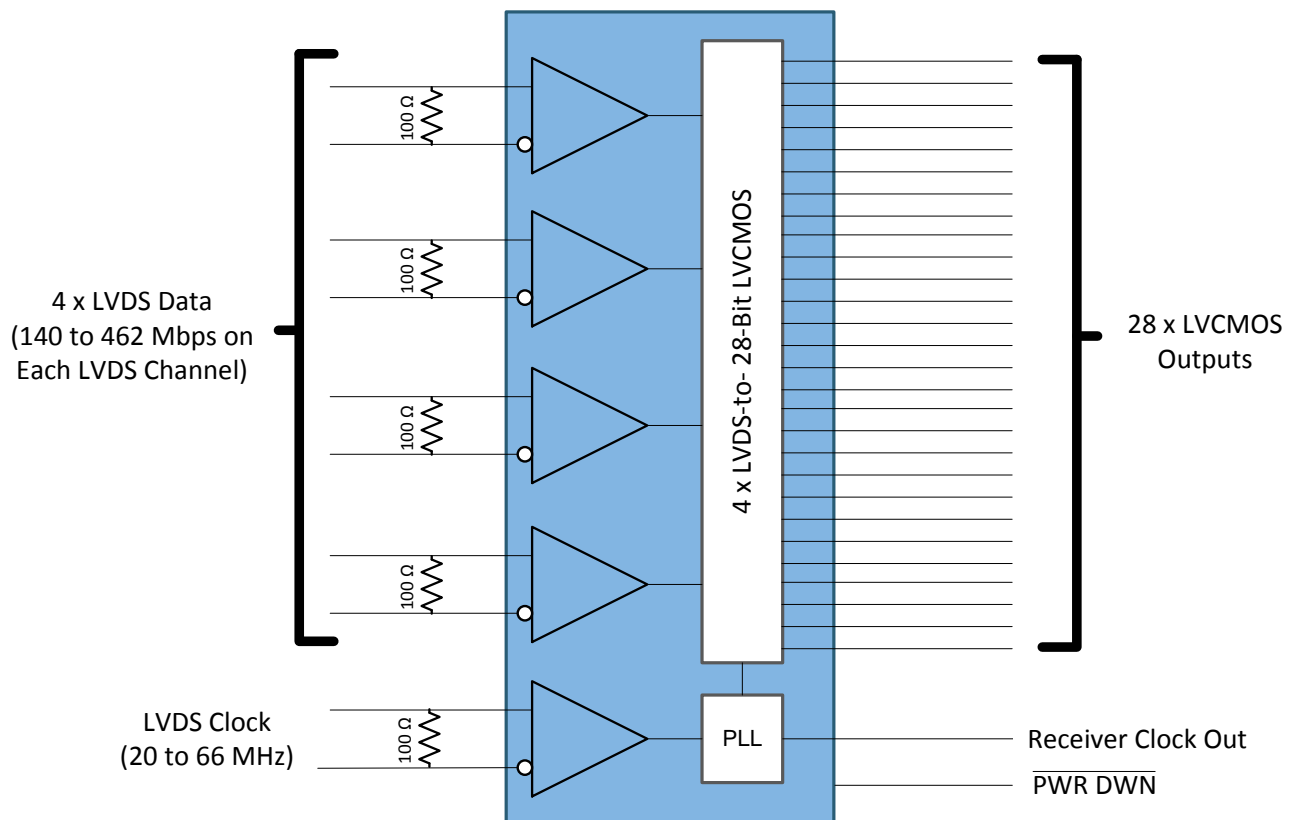 100 Ω
100 Ω
100 Ω
100 Ω
100 Ω
4 x LVDS Data
(140 to 462 Mbps on
Each LVDS Channel)
LVDS Clock
(20 to 66 MHz)
4 x LVDS-to- 28-Bit LVCMOS
PLL
28 x LVCMOS
Outputs
Receiver Clock Out
PWR DWN